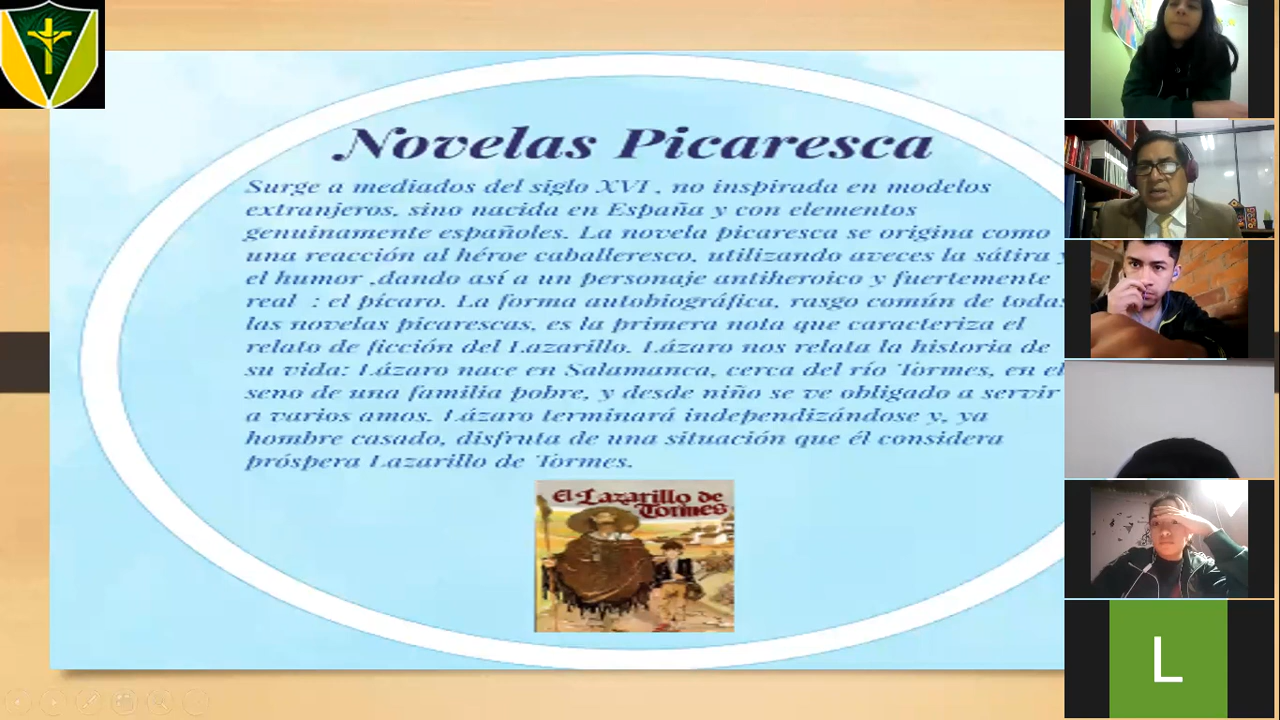 Novelas Picaresca
Surge a mediados del siglo XVI , no inspirada en modelos
extranjeros, sino nacida en España y con elementos
genuinamente españoles. La novela picaresca se origina como
una reacción al héroe caballeresco, utilizando aveces la sátira y
el humor ,dando así a un personaje antiheroico y fuertemente
real : el pícaro. La forma autobiográfica, rasgo común de todas
las novelas picarescas, es la primera nota que caracteriza el
relato de ficción del Lazarillo. Lázaro nos relata la historia de
su vida: Lázaro nace en Salamanca, cerca del río Tormes, en el
seno de una familia pobre, y desde niño se ve obligado a servir
a varios amos. Lázaro terminará independizándose y, ya
hombre casado, disfruta de una situación que él considera
próspera Lazarillo de Tormes.
El Lazarillo de
Tormes
L